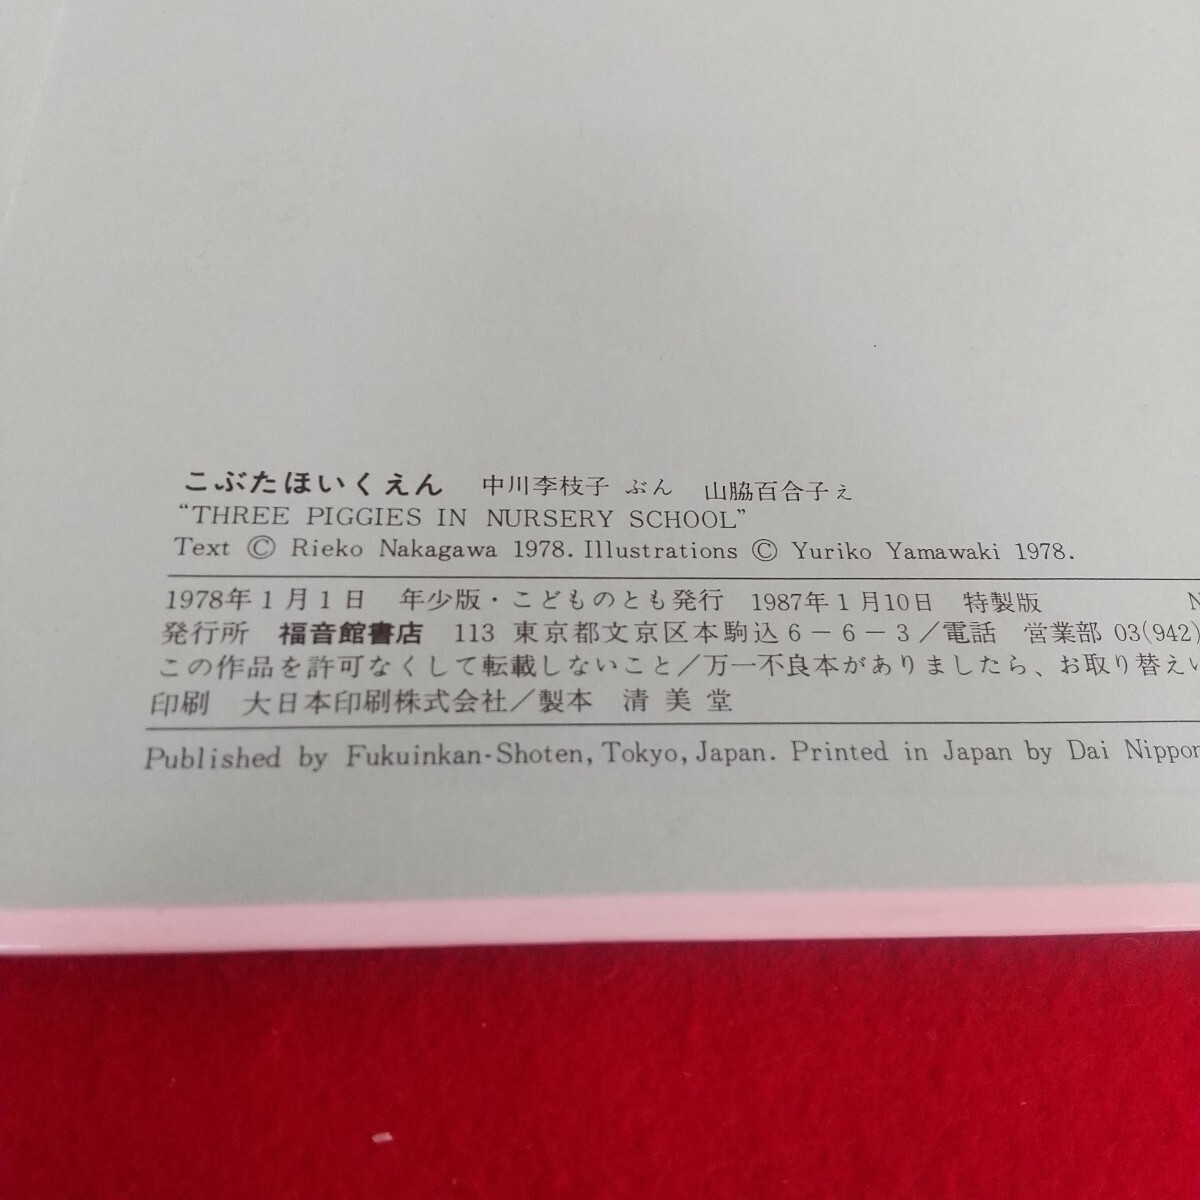 こぶたほいくえん 中川李枝子 ぶん 山脇百合子え
“THREE PIGGIES IN NURSERY SCHOOL”
Text © Rieko Nakagawa 1978. Illustrations © Yuriko Yamawaki 1978.
1978年1月1日 年少版・こどものとも発行 1987年1月10日 特製版 N
発行所 福音館書店 113 東京都文京区本駒込6-6-3/電話 営業部 03(942)
この作品を許可なくして転載しないこと/万一不良本がありましたら、お取り替えい
印刷 大日本印刷株式会社/製本 清美堂
Published by Fukuinkan-Shoten, Tokyo, Japan. Printed in Japan by Dai Nippon